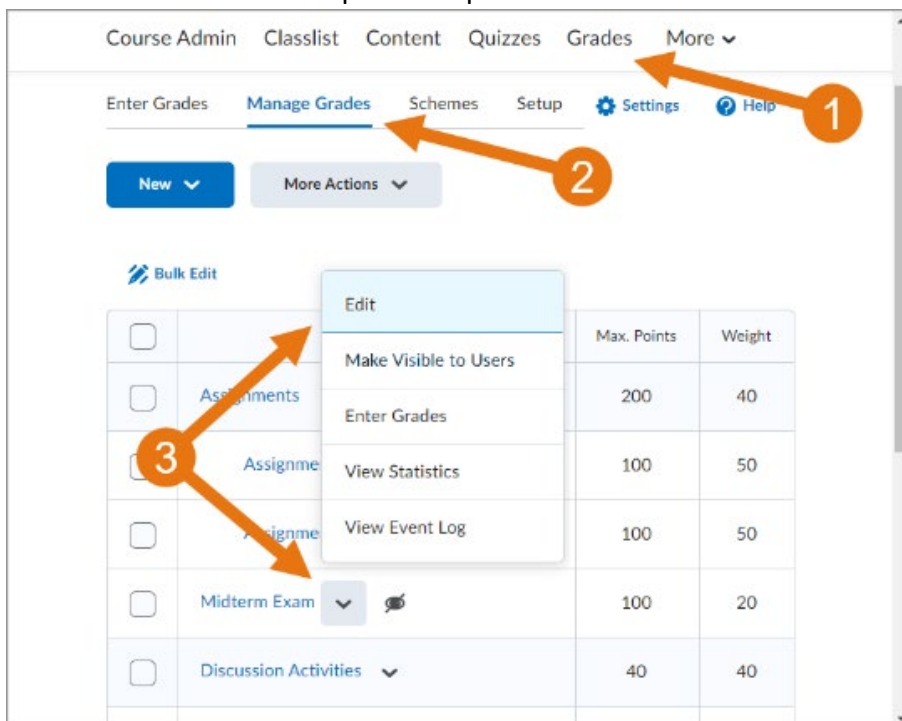 Course Admin Classlist Content Quizzes Grades More
Enter Grades Manage Grades Schemes Setup Settings Help
1
2
New More Actions
Bulk Edit
Edit
Make Visible to Users
Enter Grades
View Statistics
View Event Log
Max. Points Weight
Assignments 200 40
3
Assignme 100 50
100 50
Midterm Exam 100 20
Discussion Activities 40 40